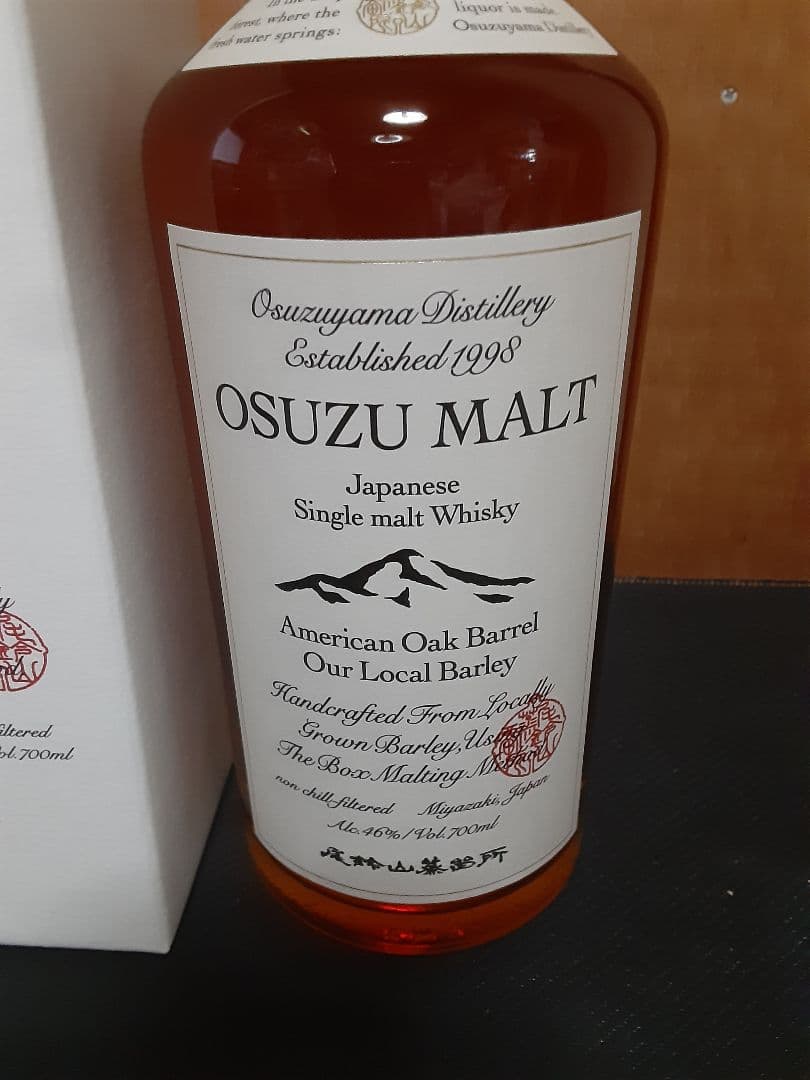 forest, where the
fresh water springs;
liquor is made.
Osuzuyama Distillery
Osuzuyama Distillery
Established 1998
OSUZU MALT
Japanese
Single malt Whisky
American Oak Barrel
Our Local Barley
Handcrafted From Locally
Grown Barley, Using
The Box Malting Method
non chill-filtered Miyazaki, Japan
Alc.46%/Vol.700ml
尾鈴山蒸留所
filtered
Vol.700ml